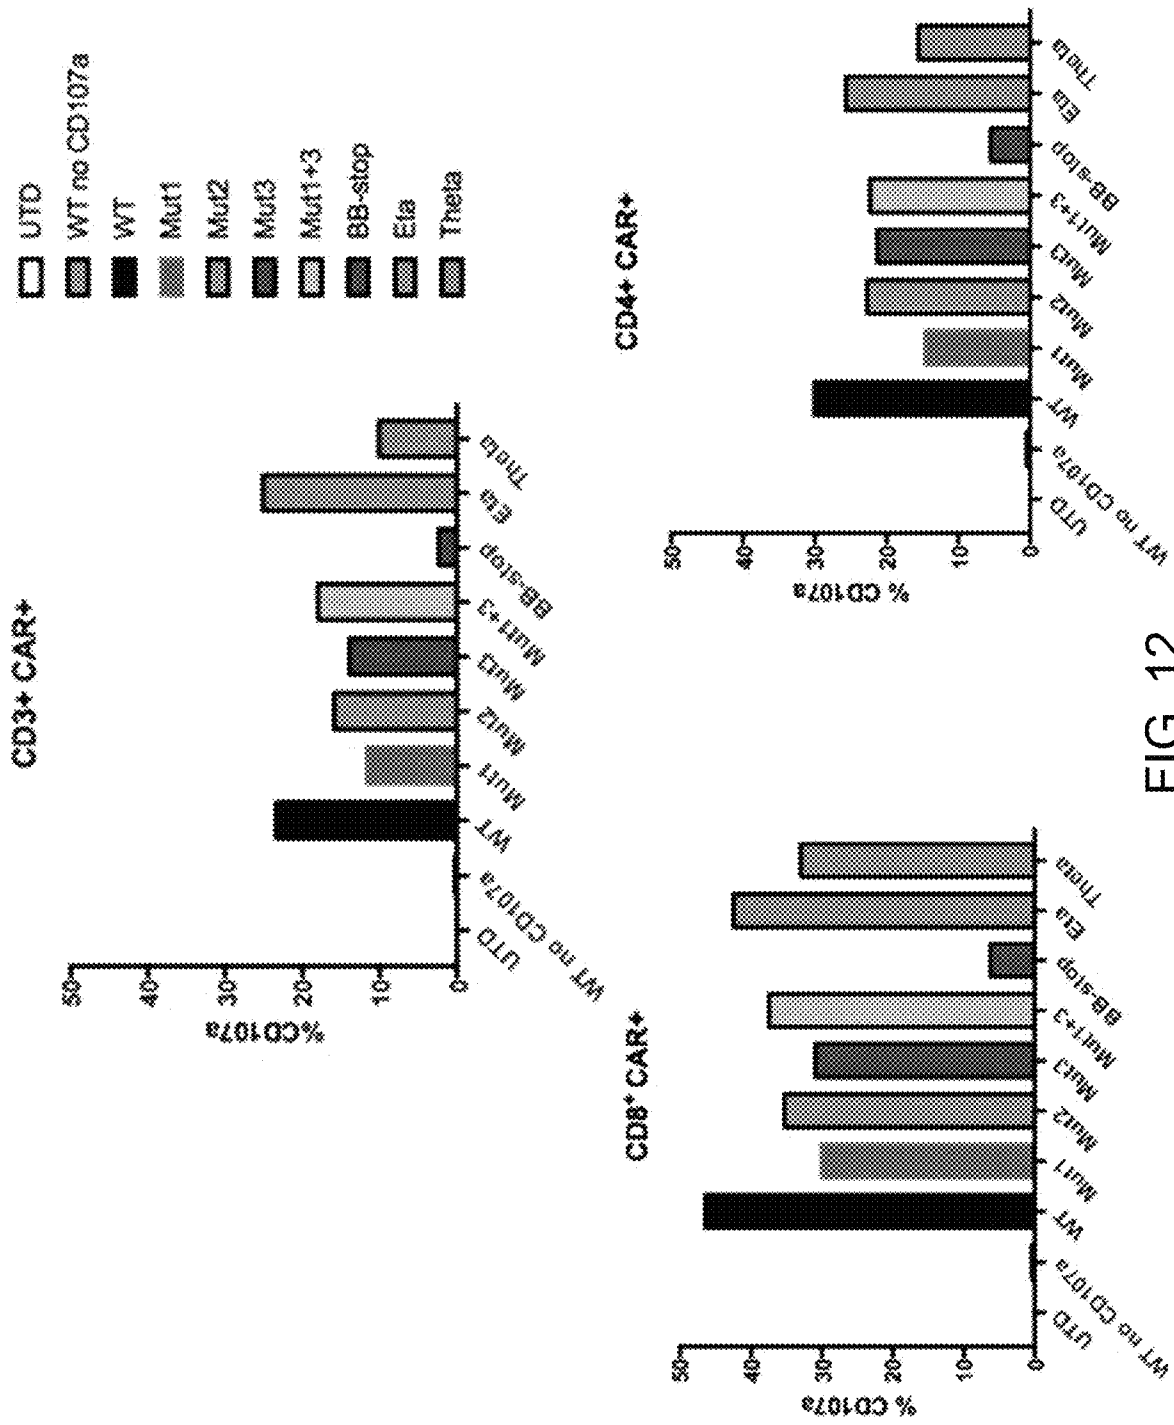 CD3+ CAR+
%CD107a
50
40
30
20
10
0
UTD
WT no CD107a
WT
Mut1
Mut2
Mut3
Mut1+3
BB-stop
Eta
Theta
UTD
WT no CD107a
WT
Mut1
Mut2
Mut3
Mut1+3
BB-stop
Eta
Theta
CD8+ CAR+
% CD107a
50
40
30
20
10
0
UTD
WT no CD107a
WT
Mut1
Mut2
Mut3
Mut1+3
BB-stop
Eta
Theta
CD4+ CAR+
% CD107a
50
40
30
20
10
0
UTD
WT no CD107a
WT
Mut1
Mut2
Mut3
Mut1+3
BB-stop
Eta
Theta
FIG. 12